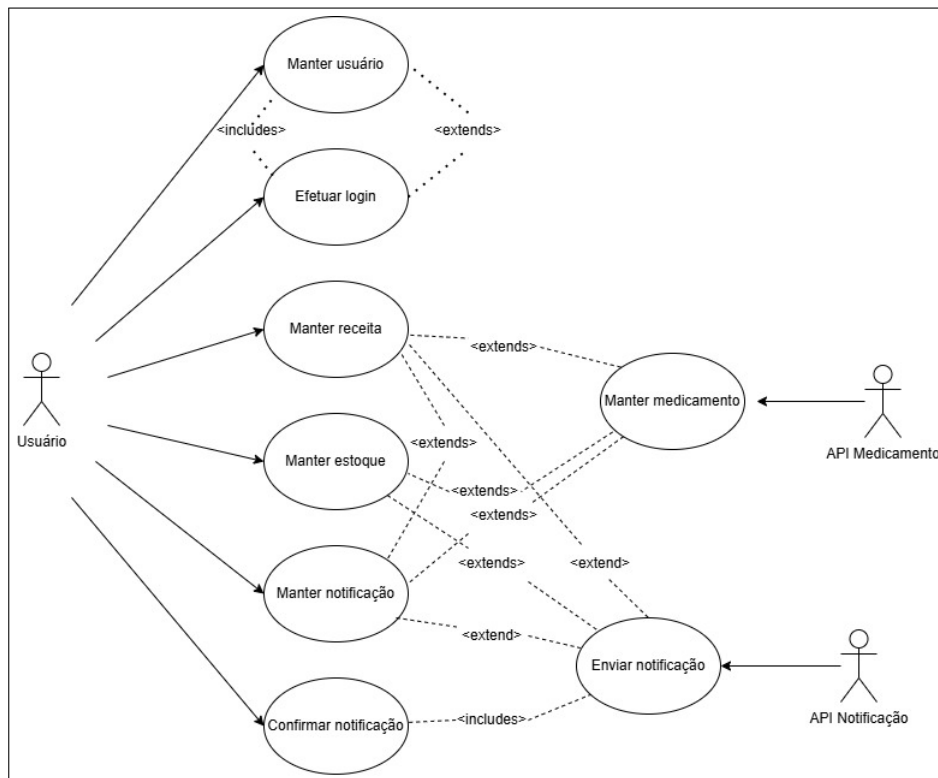 Manter usuário
<includes>
<extends>
Efetuar login
Manter receita
<extends>
Manter medicamento
Usuário
<extends>
API Medicamento
Manter estoque
<extends>
<extends>
<extends>
<extend>
Manter notificação
<extend>
Enviar notificação
API Notificação
Confirmar notificação
<includes>